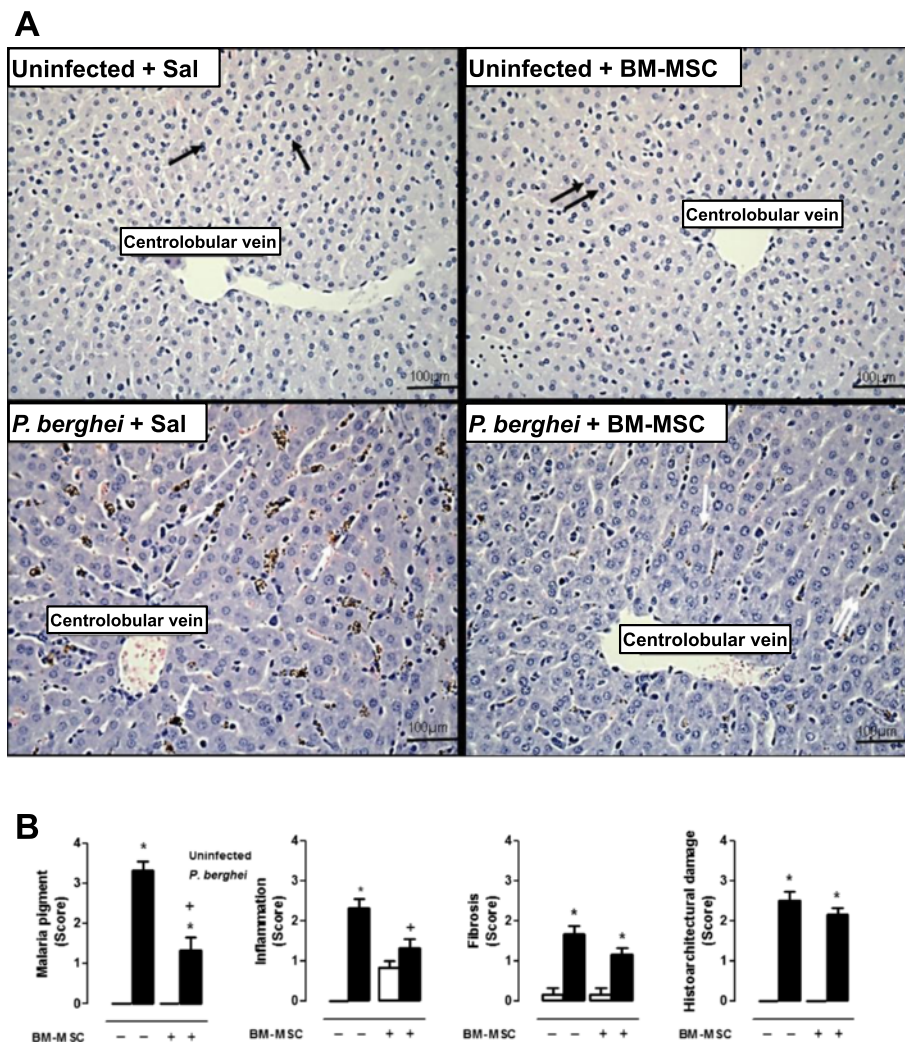 A
Uninfected + Sal
Uninfected + BM-MSC
Centrolobular vein
Centrolobular vein
100µm
100µm
P. berghei + Sal
P. berghei + BM-MSC
Centrolobular vein
Centrolobular vein
100µm
100µm
B
Malaria pigment
(Score)
4
3
2
1
0
*
+
*
Uninfected
P. berghei
BM-MSC
– – + +
Inflammation
(Score)
4
3
2
1
0
*
+
BM-MSC
– – + +
Fibrosis
(Score)
4
3
2
1
0
*
*
BM-MSC
– – + +
Histoarchitectural damage
(Score)
4
3
2
1
0
*
*
BM-MSC
– – + +